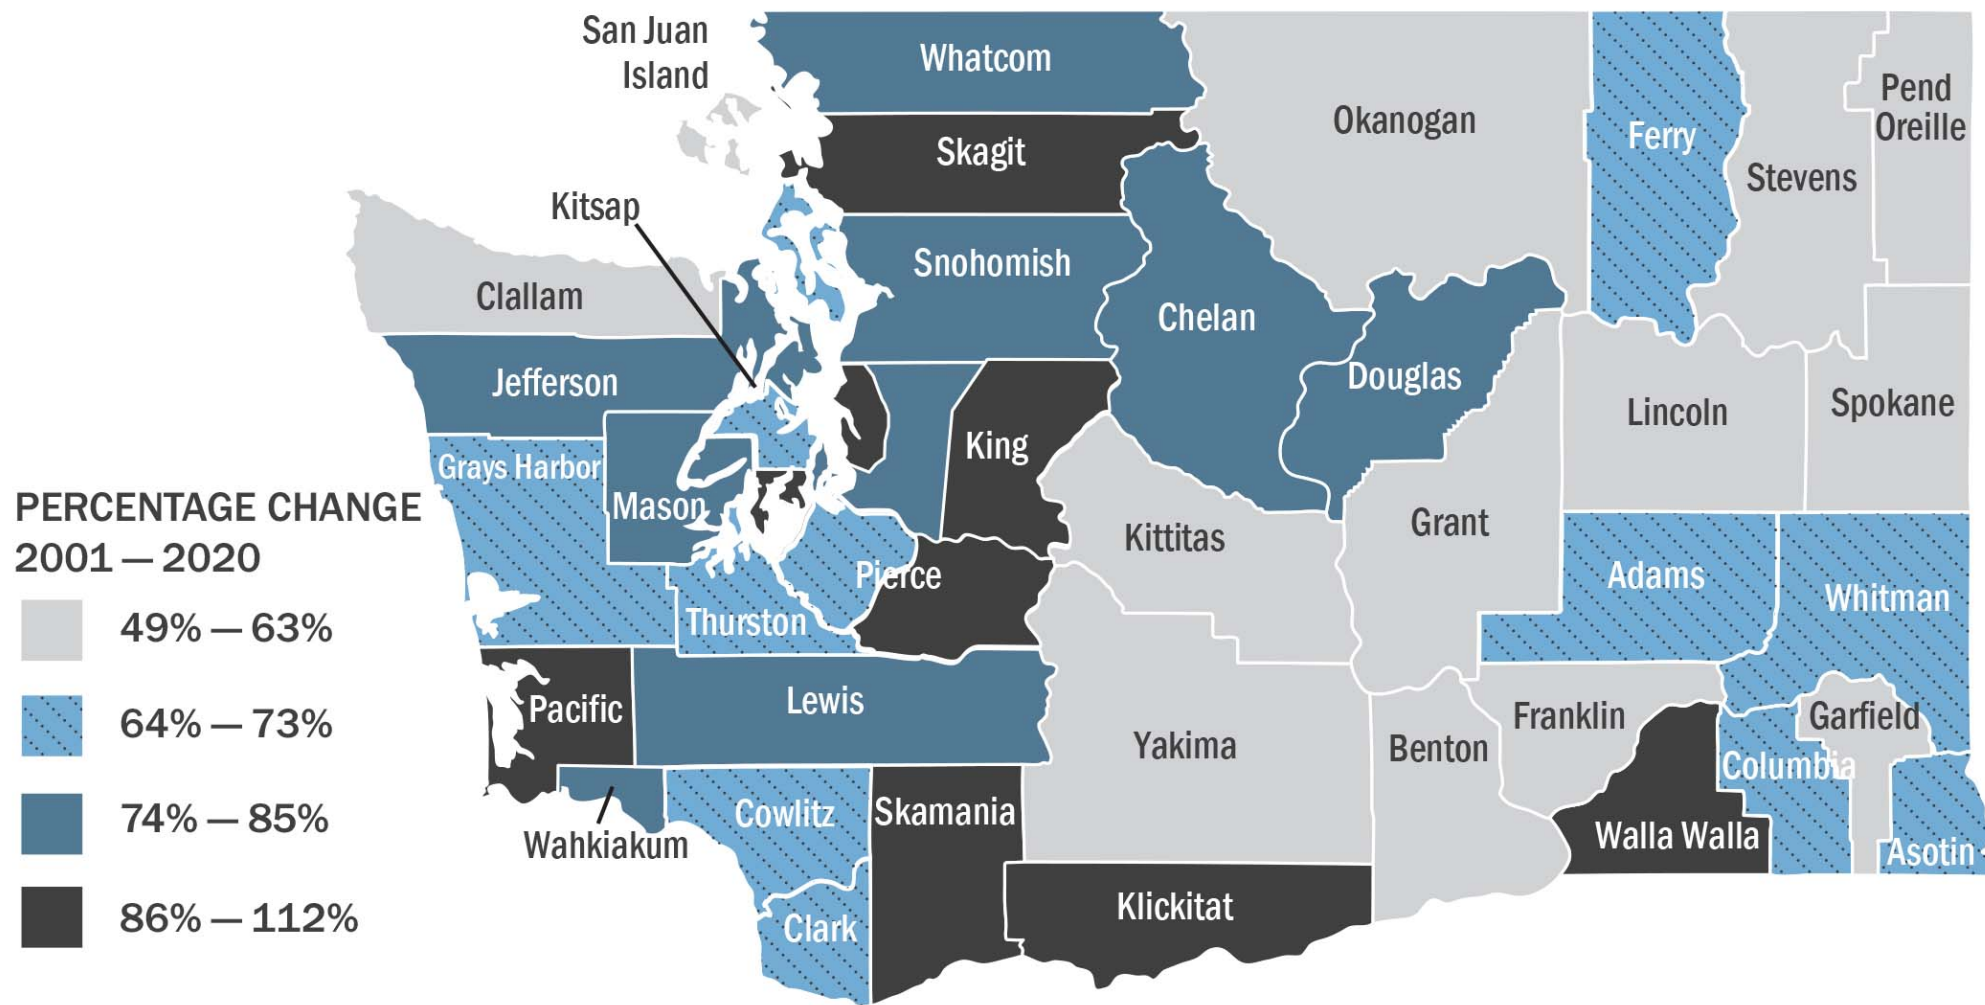 San Juan
Island
Whatcom
Okanogan
Pend
Oreille
Ferry
Skagit
Stevens
Kitsap
Snohomish
Clallam
Chelan
Jefferson
Douglas
Lincoln
Spokane
King
Grays Harbor
Mason
Kittitas
Grant
PERCENTAGE CHANGE
2001 — 2020
49% — 63%
64% — 73%
74% — 85%
86% — 112%
Pierce
Adams
Whitman
Thurston
Pacific
Lewis
Yakima
Benton
Franklin
Garfield
Columbia
Cowlitz
Skamania
Wahkiakum
Walla Walla
Asotin
Klickitat
Clark